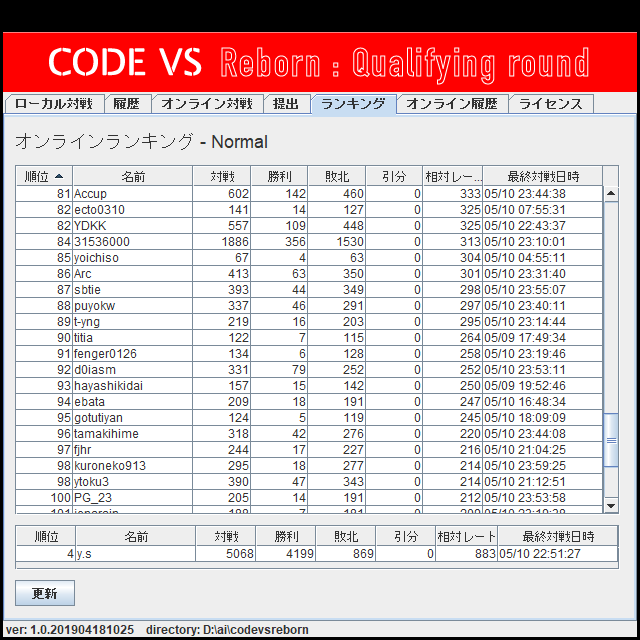 CODE VS Reborn : Qualifying round
ローカル対戦 履歴 オンライン対戦 提出 ランキング オンライン履歴 ライセンス
オンラインランキング - Normal
順位 名前 対戦 勝利 敗北 引分 相対レー... 最終対戦日時
81 Accup 602 142 460 0 333 05/10 23:44:38
82 ecto0310 141 14 127 0 325 05/10 07:55:31
82 YDKK 557 109 448 0 325 05/10 22:43:37
84 31536000 1886 356 1530 0 313 05/10 23:10:01
85 yoichiso 67 4 63 0 304 05/10 04:55:11
86 Arc 413 63 350 0 301 05/10 23:31:40
87 sbtie 393 44 349 0 298 05/10 23:55:07
88 puyokw 337 46 291 0 297 05/10 23:40:11
89 t-yng 219 16 203 0 295 05/10 23:14:44
90 titia 122 7 115 0 264 05/09 17:49:34
91 fenger0126 134 6 128 0 258 05/10 23:19:46
92 d0iasm 331 79 252 0 252 05/10 23:53:11
93 hayashikidai 157 15 142 0 250 05/09 19:52:46
94 ebata 209 18 191 0 247 05/10 16:48:34
95 gotutiyan 124 5 119 0 245 05/10 18:09:09
96 tamakihime 318 42 276 0 220 05/10 23:44:08
97 fjhr 244 17 227 0 216 05/10 21:04:25
98 kuroneko913 295 18 277 0 214 05/10 23:59:25
98 ytoku3 390 47 343 0 214 05/10 21:12:51
100 PG_23 205 14 191 0 212 05/10 23:53:58
順位 名前 対戦 勝利 敗北 引分 相対レート 最終対戦日時
4 y.s 5068 4199 869 0 883 05/10 22:51:27
更新
ver: 1.0.201904181025 directory: D:\ai\codevsreborn